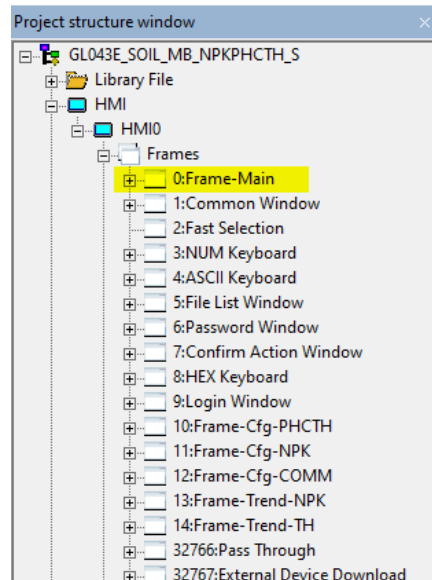 Project structure window
GL043E_SOIL_MB_NPKPHCTH_S
Library File
HMI
HMI0
Frames
0:Frame-Main
1:Common Window
2:Fast Selection
3:NUM Keyboard
4:ASCII Keyboard
5:File List Window
6:Password Window
7:Confirm Action Window
8:HEX Keyboard
9:Login Window
10:Frame-Cfg-PHCTH
11:Frame-Cfg-NPK
12:Frame-Cfg-COMM
13:Frame-Trend-NPK
14:Frame-Trend-TH
32766:Pass Through
32767:External Device Download